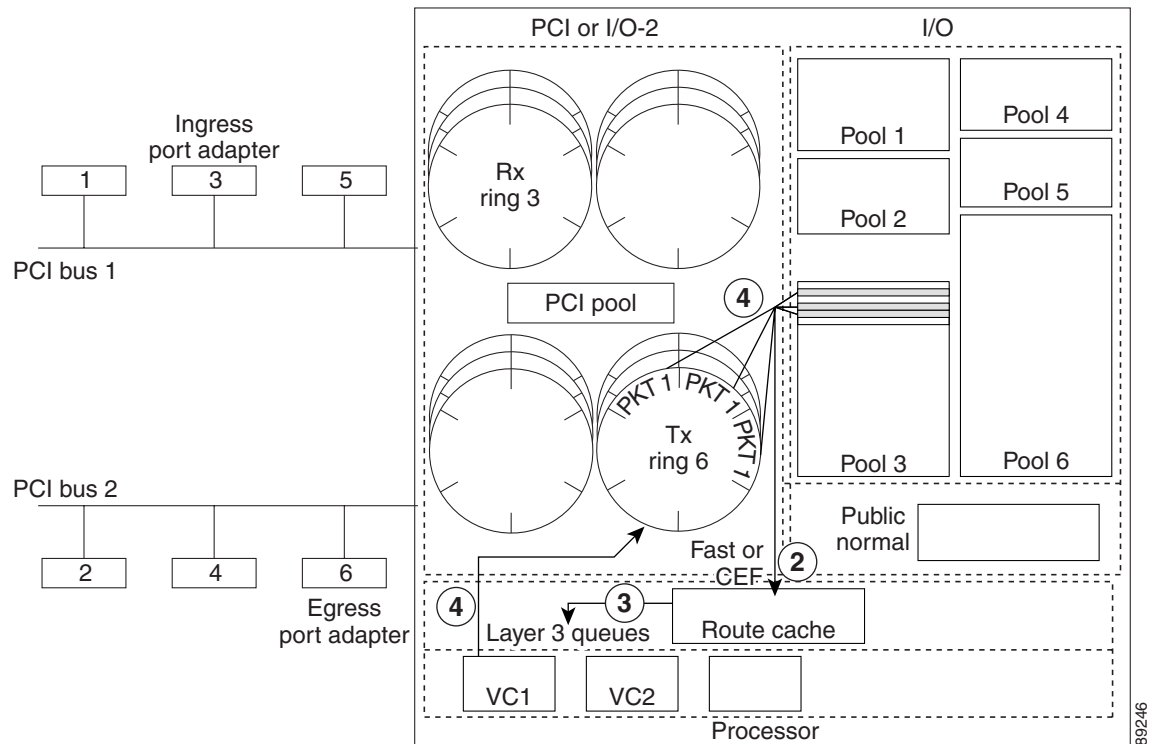 PCI or I/O-2
I/O
Ingress
port adapter
1
3
5
PCI bus 1
Rx
ring 3
PCI pool
4
Pool 1
Pool 2
Pool 3
Pool 4
Pool 5
Pool 6
PKT 1
PKT 1
PKT 1
Tx
ring 6
PCI bus 2
2
4
6
Egress
port adapter
Public
normal
Fast or
CEF
2
4
3
Layer 3 queues
Route cache
VC1
VC2
Processor
89246